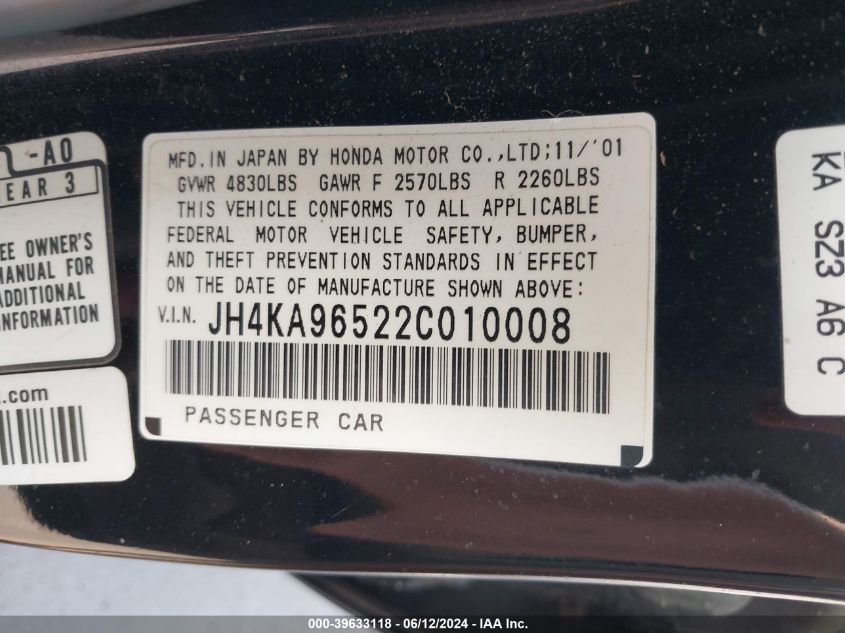 -A0
EAR 3
EE OWNER'S
MANUAL FOR
ADDITIONAL
INFORMATION
.com
MFD. IN JAPAN BY HONDA MOTOR CO., LTD; 11/'01
GVWR 4830LBS GAWR F 2570LBS R 2260LBS
THIS VEHICLE CONFORMS TO ALL APPLICABLE
FEDERAL MOTOR VEHICLE SAFETY, BUMPER,
AND THEFT PREVENTION STANDARDS IN EFFECT
ON THE DATE OF MANUFACTURE SHOWN ABOVE:
V.I.N. JH4KA96522C010008
PASSENGER CAR
KA SZ3 A6 C
000-39633118 - 06/12/2024 - IAA Inc.